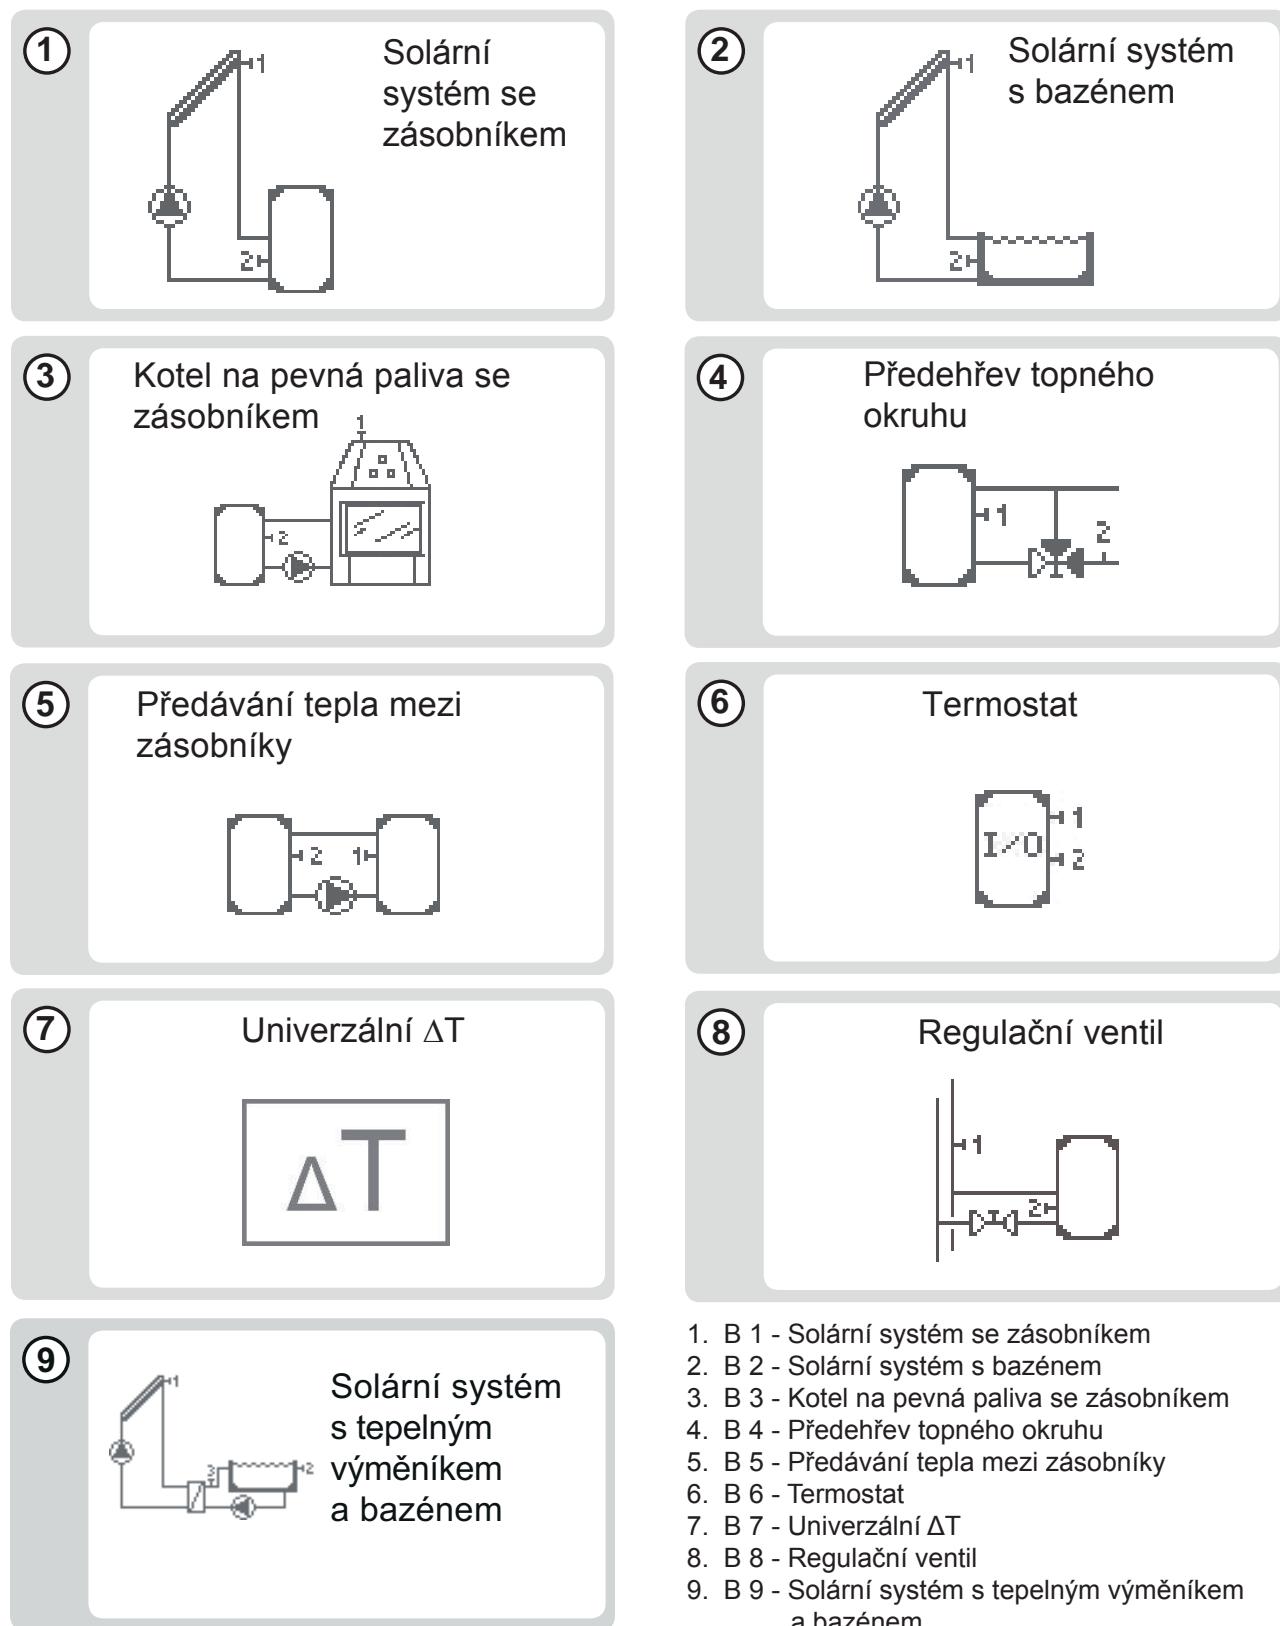 1
Solární
systém se
zásobníkem
1
2
2
Solární systém
s bazénem
1
2
3
Kotel na pevná paliva se
zásobníkem
1
2
4
Předehřev topného
okruhu
1
2
5
Předávání tepla mezi
zásobníky
2 1
6
Termostat
1
I/O
2
7
Univerzální ΔT
ΔT
8
Regulační ventil
1
2
9
Solární systém
s tepelným
výměníkem
a bazénem
1
3 2
1. B 1 - Solární systém se zásobníkem
2. B 2 - Solární systém s bazénem
3. B 3 - Kotel na pevná paliva se zásobníkem
4. B 4 - Předehřev topného okruhu
5. B 5 - Předávání tepla mezi zásobníky
6. B 6 - Termostat
7. B 7 - Univerzální ΔT
8. B 8 - Regulační ventil
9. B 9 - Solární systém s tepelným výměníkem
a bazénem